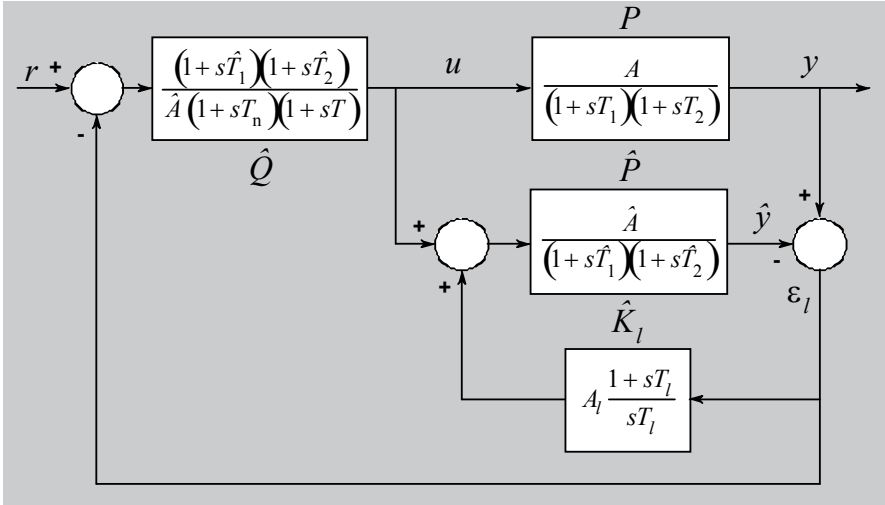 P
r + u y
(1 + sT̂₁)(1 + sT̂₂) / Â(1 + sTₙ)(1 + sT)
A / (1 + sT₁)(1 + sT₂)
-
Q̂
P̂
+
+ Â / (1 + sT̂₁)(1 + sT̂₂) ŷ
-
+
K̂ₗ
εₗ
Aₗ (1 + sTₗ) / sTₗ